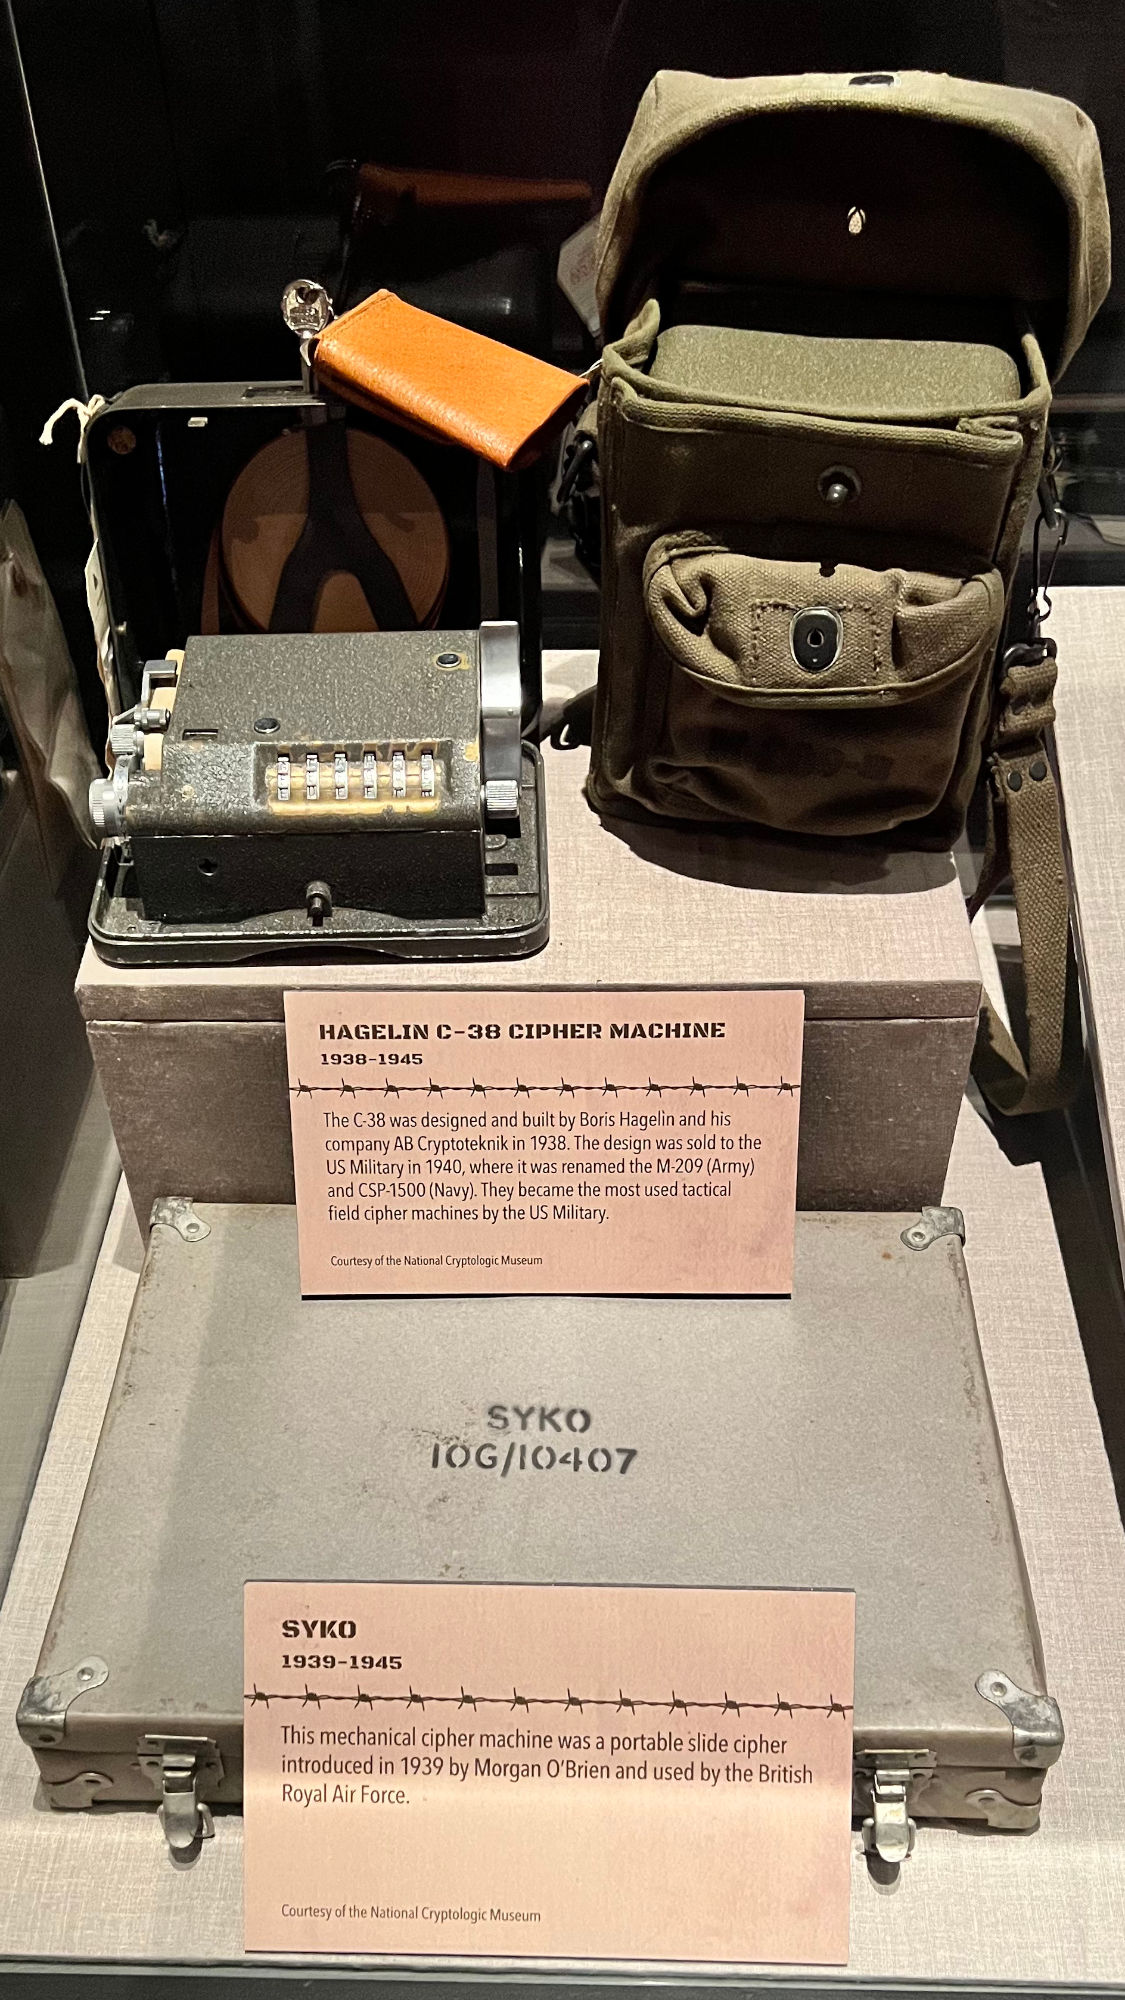 HAGELIN C-38 CIPHER MACHINE
1938-1945
The C-38 was designed and built by Boris Hagelin and his
company AB Cryptoteknik in 1938. The design was sold to the
US Military in 1940, where it was renamed the M-209 (Army)
and CSP-1500 (Navy). They became the most used tactical
field cipher machines by the US Military.
Courtesy of the National Cryptologic Museum
SYKO
10G/10407
SYKO
1939-1945
This mechanical cipher machine was a portable slide cipher
introduced in 1939 by Morgan O'Brien and used by the British
Royal Air Force.
Courtesy of the National Cryptologic Museum